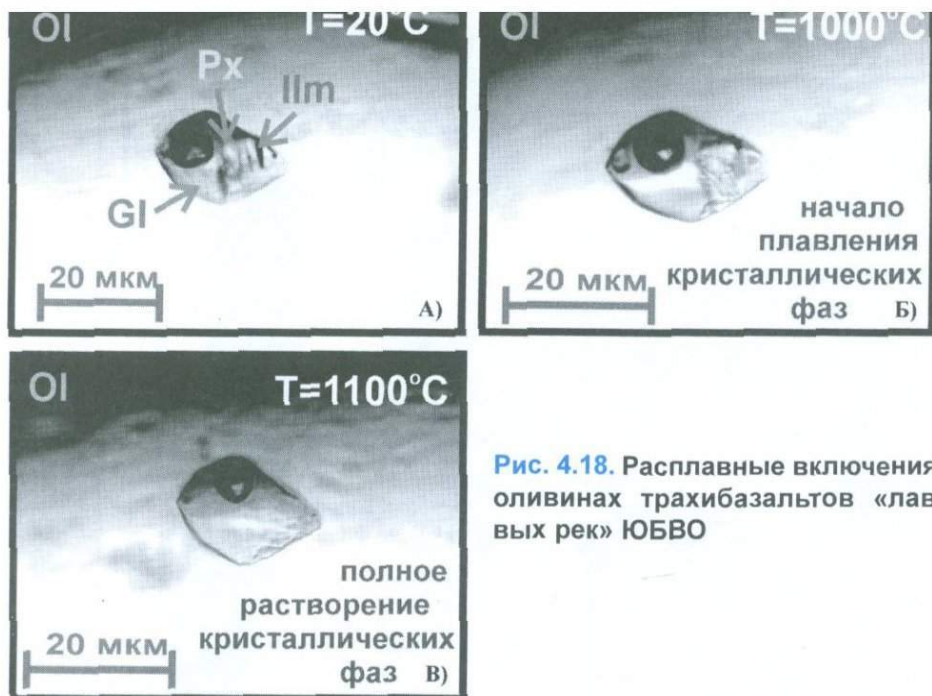 Ol
T=20°C
Px
Ilm
Gl
20 мкм
А)
Ol
T=1000°C
начало
плавления
кристаллических
фаз
20 мкм
Б)
Ol
T=1100°C
полное
растворение
кристаллических
фаз
20 мкм
В)
Рис. 4.18. Расплавные включения
оливинах трахибазальтов «лав
вых рек» ЮБВО